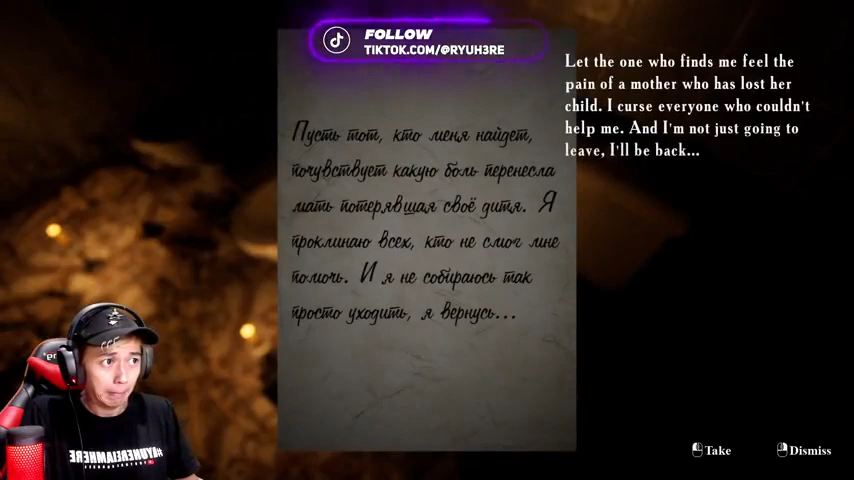 FOLLOW
TIKTOK.COM/@RYUH3RE
Пусть тот, кто меня найдет,
почувствует какую боль перенесла
мать потерявшая своё дитя. Я
проклинаю всех, кто не смог мне
помочь. И я не собираюсь так
просто уходить, я вернусь...
Let the one who finds me feel the
pain of a mother who has lost her
child. I curse everyone who couldn't
help me. And I'm not just going to
leave, I'll be back...
#RYUHEREIAMHERE
Take
Dismiss